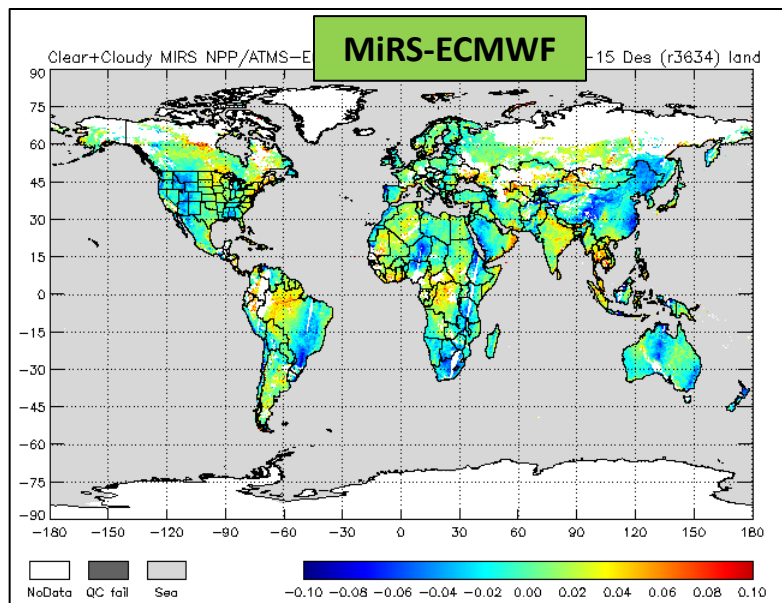 MiRS-ECMWF
Clear+Cloudy MIRS NPP/ATMS-E -15 Des (r3634) land
90
75
60
45
30
15
0
-15
-30
-45
-60
-75
-90
-180 -150 -120 -90 -60 -30 0 30 60 90 120 150 180
NoData QC fail Sea
-0.10 -0.08 -0.06 -0.04 -0.02 0.00 0.02 0.04 0.06 0.08 0.10